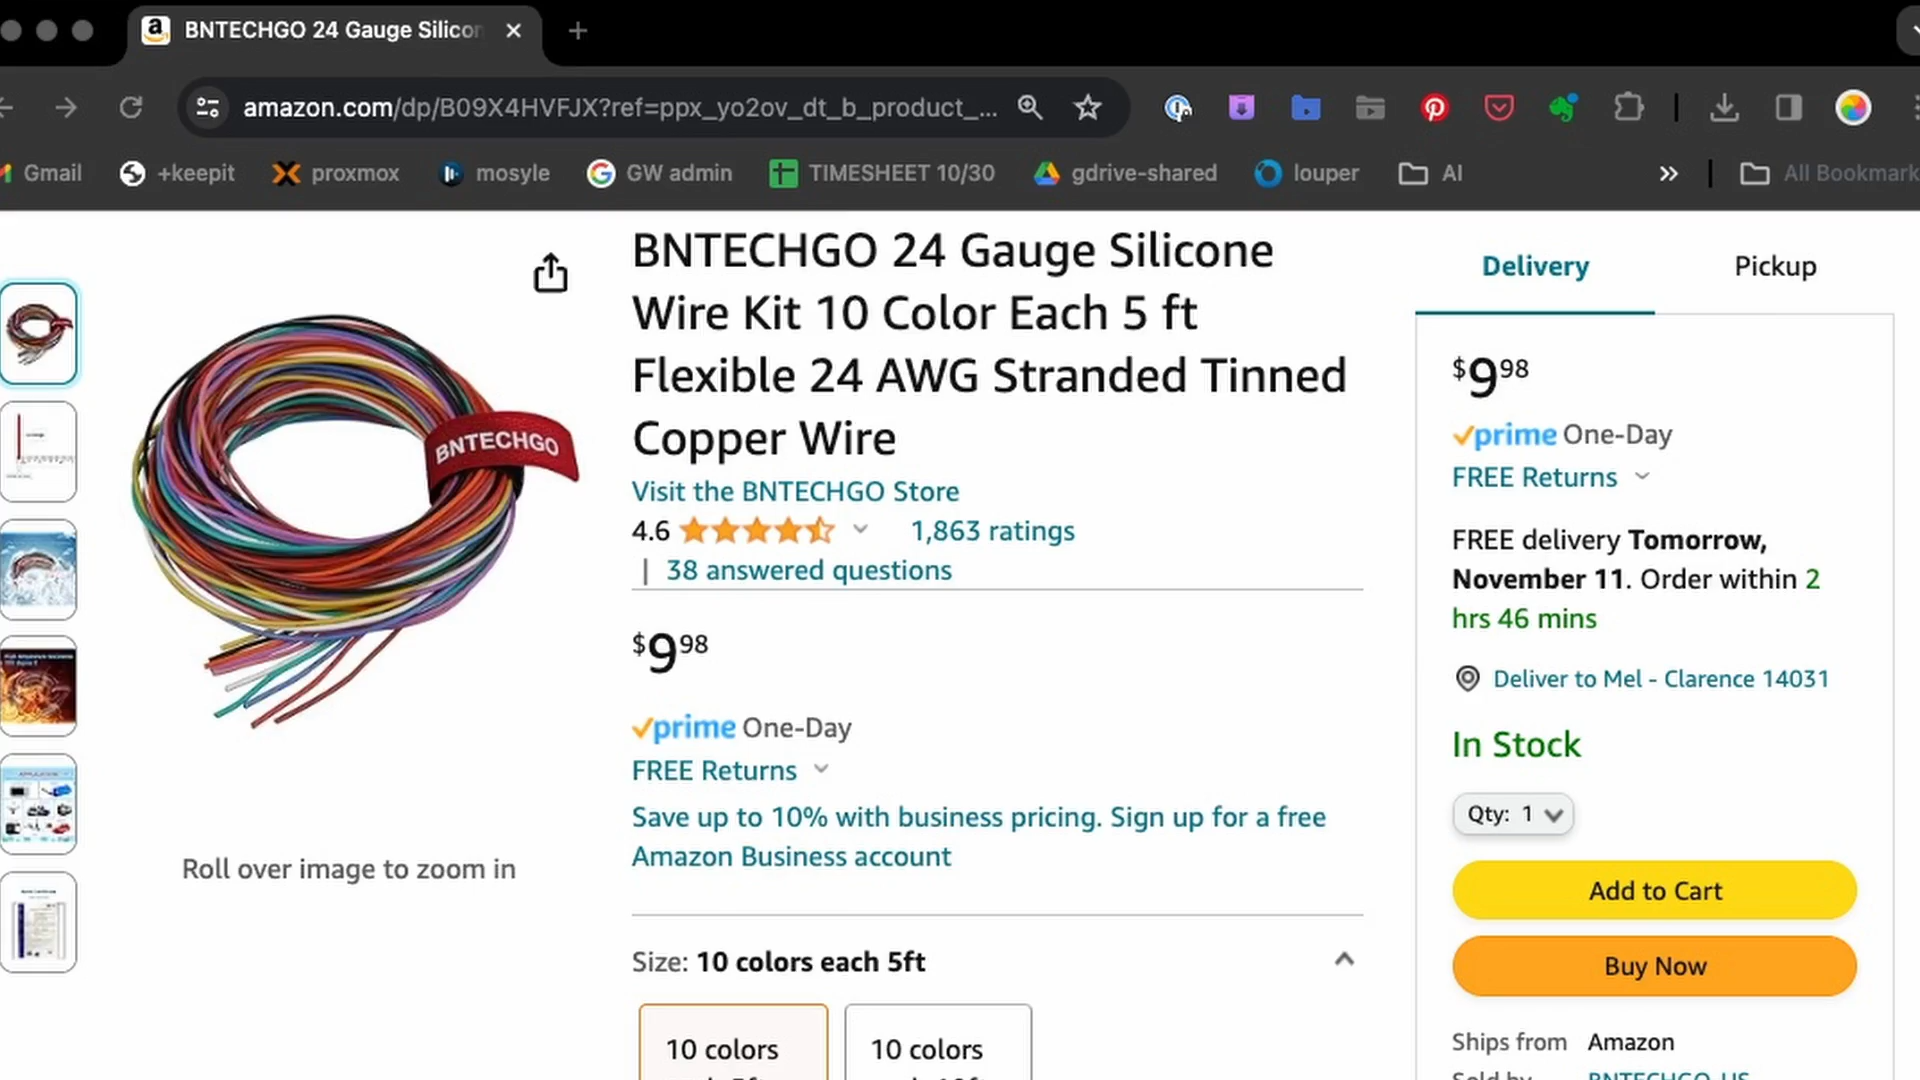 BNTECHGO 24 Gauge Silicon
amazon.com/dp/B09X4HVFJX?ref=ppx_yo2ov_dt_b_product_...
Gmail
+keepit
proxmox
mosyle
GW admin
TIMESHEET 10/30
gdrive-shared
louper
AI
All Bookmark
BNTECHGO 24 Gauge Silicone
Wire Kit 10 Color Each 5 ft
Flexible 24 AWG Stranded Tinned
Copper Wire
Visit the BNTECHGO Store
4.6
1,863 ratings
| 38 answered questions
$9 98
prime One-Day
FREE Returns
Save up to 10% with business pricing. Sign up for a free
Amazon Business account
Size: 10 colors each 5ft
10 colors
10 colors
BNTECHGO
Roll over image to zoom in
Delivery
Pickup
$9 98
prime One-Day
FREE Returns
FREE delivery Tomorrow,
November 11. Order within 2
hrs 46 mins
Deliver to Mel - Clarence 14031
In Stock
Qty: 1
Add to Cart
Buy Now
Ships from Amazon